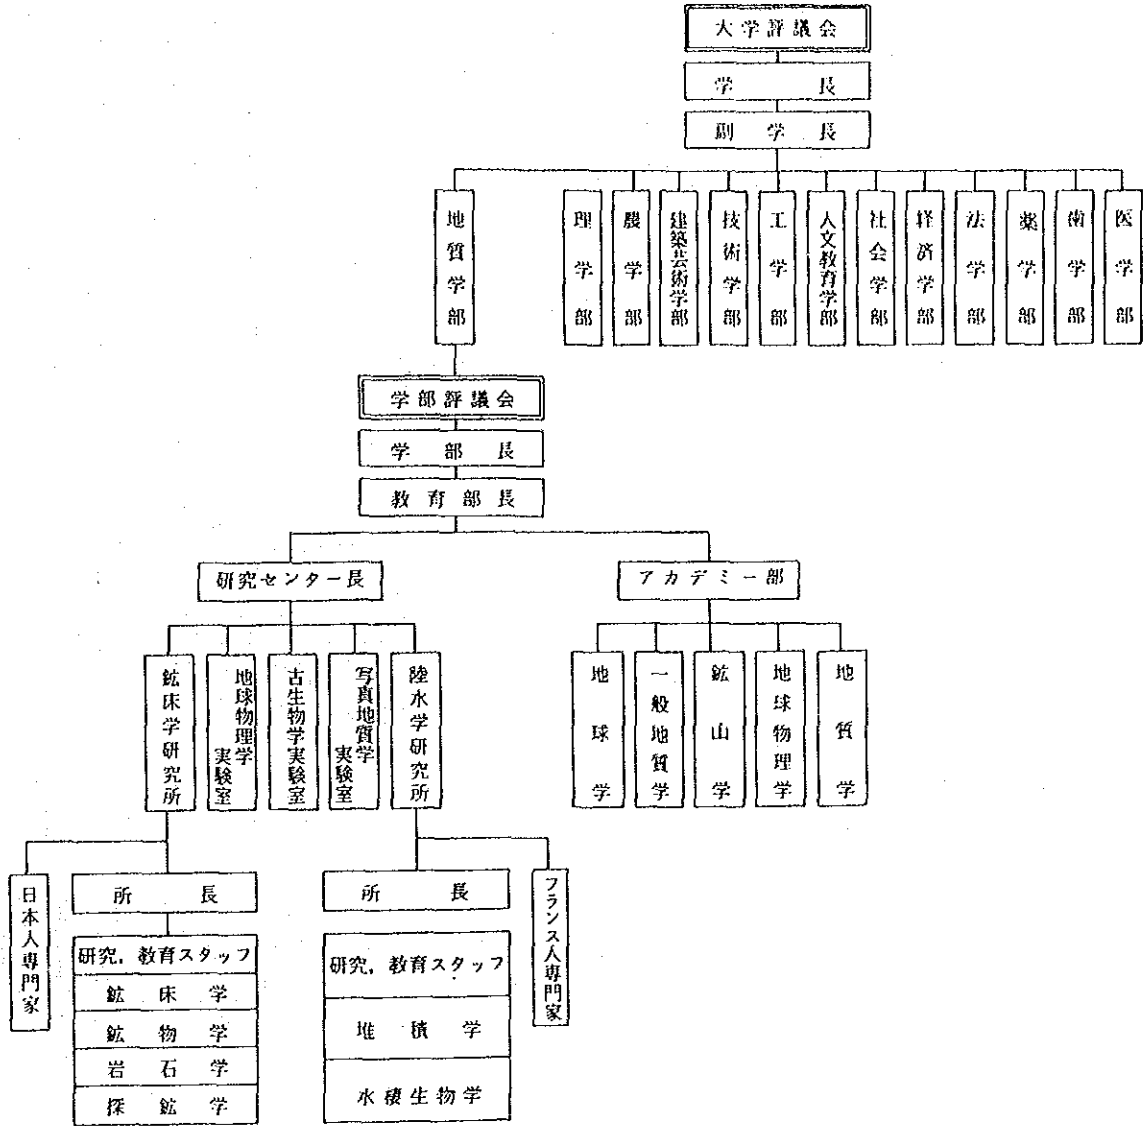 大学評議会
学長
副学長
地質学部
理学部
農学部
建築芸術学部
技術学部
工学部
人文教育学部
社会学部
経済学部
法学部
薬学部
歯学部
医学部
学部評議会
学部長
教育部長
研究センター長
アカデミー部
鉱床学研究所
地球物理学
実験室
古生物学実験室
写真地質学
実験室
陸水学研究所
地球学
一般地質学
鉱山学
地球物理学
地質学
日本人専門家
所長
研究，教育スタッフ
鉱床学
鉱物学
岩石学
探鉱学
所長
研究，教育スタッフ
堆積学
水棲生物学
フランス人専門家